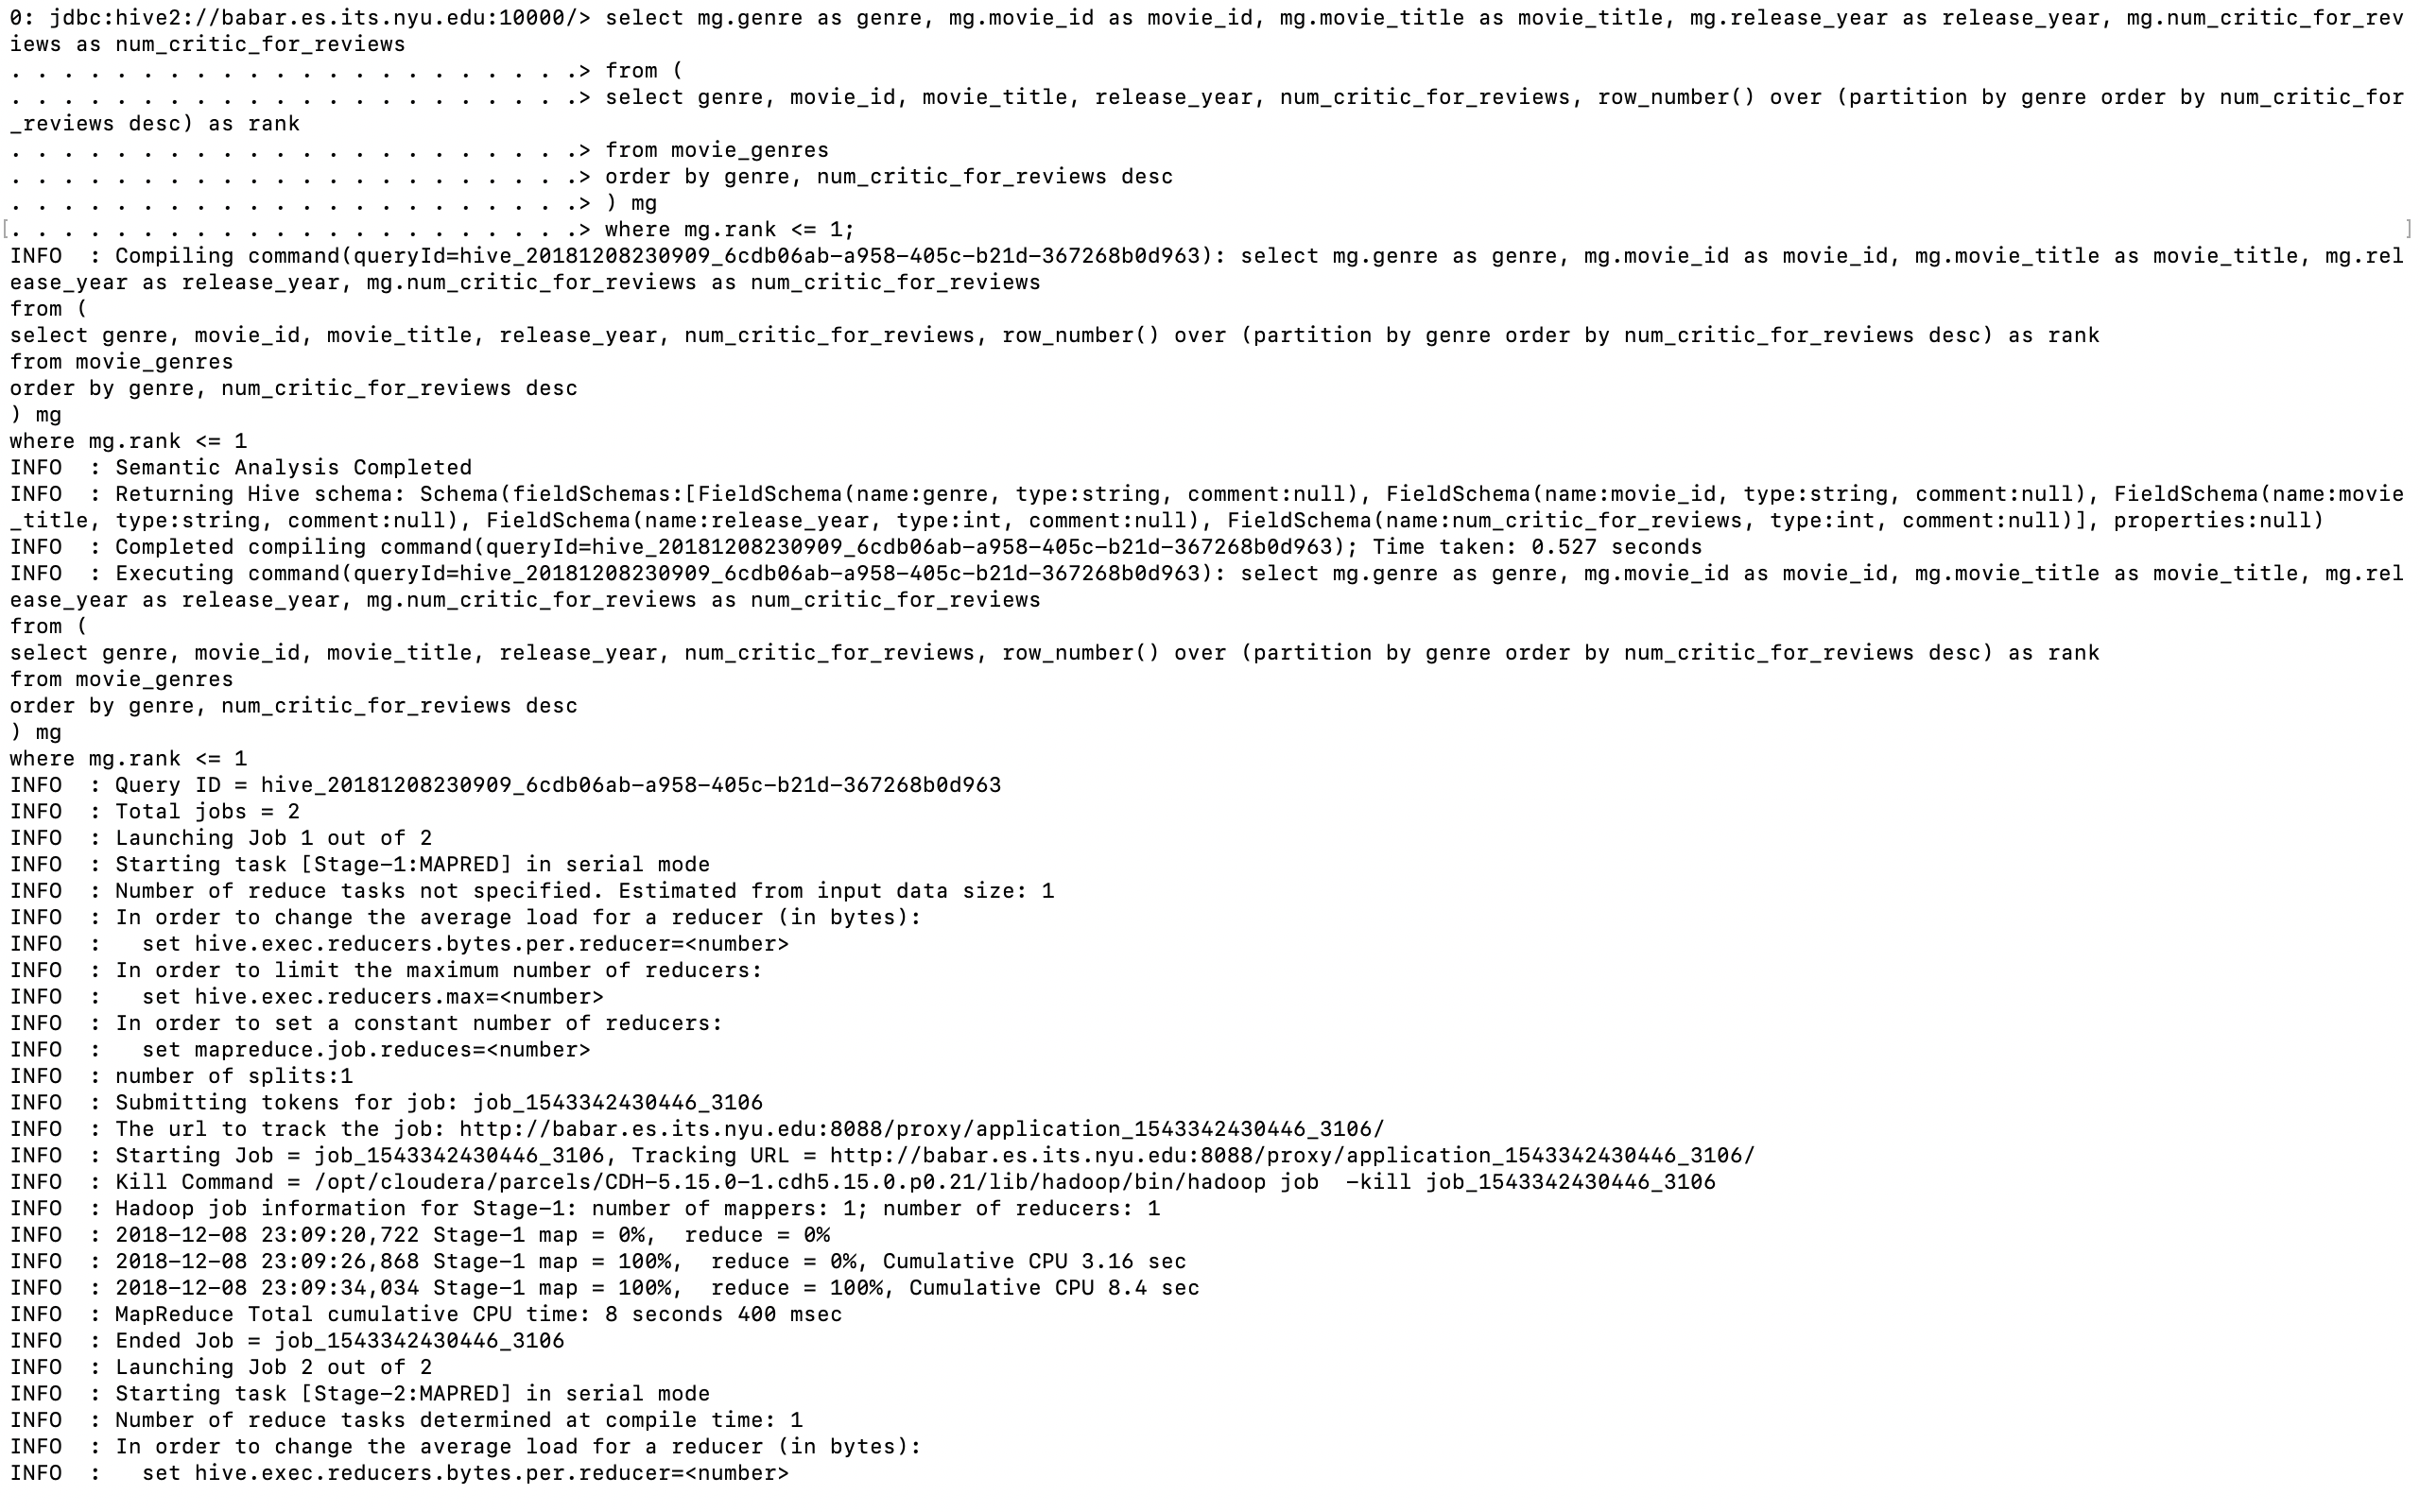 0: jdbc:hive2://babar.es.its.nyu.edu:10000/> select mg.genre as genre, mg.movie_id as movie_id, mg.movie_title as movie_title, mg.release_year as release_year, mg.num_critic_for_rev
iews as num_critic_for_reviews
. . . . . . . . . . . . . . . . . . . . . .> from (
. . . . . . . . . . . . . . . . . . . . . .> select genre, movie_id, movie_title, release_year, num_critic_for_reviews, row_number() over (partition by genre order by num_critic_for
_reviews desc) as rank
. . . . . . . . . . . . . . . . . . . . . .> from movie_genres
. . . . . . . . . . . . . . . . . . . . . .> order by genre, num_critic_for_reviews desc
. . . . . . . . . . . . . . . . . . . . . .> ) mg
[. . . . . . . . . . . . . . . . . . . . . .> where mg.rank <= 1; ]
INFO  : Compiling command(queryId=hive_20181208230909_6cdb06ab-a958-405c-b21d-367268b0d963): select mg.genre as genre, mg.movie_id as movie_id, mg.movie_title as movie_title, mg.rel
ease_year as release_year, mg.num_critic_for_reviews as num_critic_for_reviews
from (
select genre, movie_id, movie_title, release_year, num_critic_for_reviews, row_number() over (partition by genre order by num_critic_for_reviews desc) as rank
from movie_genres
order by genre, num_critic_for_reviews desc
) mg
where mg.rank <= 1
INFO  : Semantic Analysis Completed
INFO  : Returning Hive schema: Schema(fieldSchemas:[FieldSchema(name:genre, type:string, comment:null), FieldSchema(name:movie_id, type:string, comment:null), FieldSchema(name:movie
_title, type:string, comment:null), FieldSchema(name:release_year, type:int, comment:null), FieldSchema(name:num_critic_for_reviews, type:int, comment:null)], properties:null)
INFO  : Completed compiling command(queryId=hive_20181208230909_6cdb06ab-a958-405c-b21d-367268b0d963); Time taken: 0.527 seconds
INFO  : Executing command(queryId=hive_20181208230909_6cdb06ab-a958-405c-b21d-367268b0d963): select mg.genre as genre, mg.movie_id as movie_id, mg.movie_title as movie_title, mg.rel
ease_year as release_year, mg.num_critic_for_reviews as num_critic_for_reviews
from (
select genre, movie_id, movie_title, release_year, num_critic_for_reviews, row_number() over (partition by genre order by num_critic_for_reviews desc) as rank
from movie_genres
order by genre, num_critic_for_reviews desc
) mg
where mg.rank <= 1
INFO  : Query ID = hive_20181208230909_6cdb06ab-a958-405c-b21d-367268b0d963
INFO  : Total jobs = 2
INFO  : Launching Job 1 out of 2
INFO  : Starting task [Stage-1:MAPRED] in serial mode
INFO  : Number of reduce tasks not specified. Estimated from input data size: 1
INFO  : In order to change the average load for a reducer (in bytes):
INFO  :   set hive.exec.reducers.bytes.per.reducer=<number>
INFO  : In order to limit the maximum number of reducers:
INFO  :   set hive.exec.reducers.max=<number>
INFO  : In order to set a constant number of reducers:
INFO  :   set mapreduce.job.reduces=<number>
INFO  : number of splits:1
INFO  : Submitting tokens for job: job_1543342430446_3106
INFO  : The url to track the job: http://babar.es.its.nyu.edu:8088/proxy/application_1543342430446_3106/
INFO  : Starting Job = job_1543342430446_3106, Tracking URL = http://babar.es.its.nyu.edu:8088/proxy/application_1543342430446_3106/
INFO  : Kill Command = /opt/cloudera/parcels/CDH-5.15.0-1.cdh5.15.0.p0.21/lib/hadoop/bin/hadoop job  -kill job_1543342430446_3106
INFO  : Hadoop job information for Stage-1: number of mappers: 1; number of reducers: 1
INFO  : 2018-12-08 23:09:20,722 Stage-1 map = 0%,  reduce = 0%
INFO  : 2018-12-08 23:09:26,868 Stage-1 map = 100%,  reduce = 0%, Cumulative CPU 3.16 sec
INFO  : 2018-12-08 23:09:34,034 Stage-1 map = 100%,  reduce = 100%, Cumulative CPU 8.4 sec
INFO  : MapReduce Total cumulative CPU time: 8 seconds 400 msec
INFO  : Ended Job = job_1543342430446_3106
INFO  : Launching Job 2 out of 2
INFO  : Starting task [Stage-2:MAPRED] in serial mode
INFO  : Number of reduce tasks determined at compile time: 1
INFO  : In order to change the average load for a reducer (in bytes):
INFO  :   set hive.exec.reducers.bytes.per.reducer=<number>